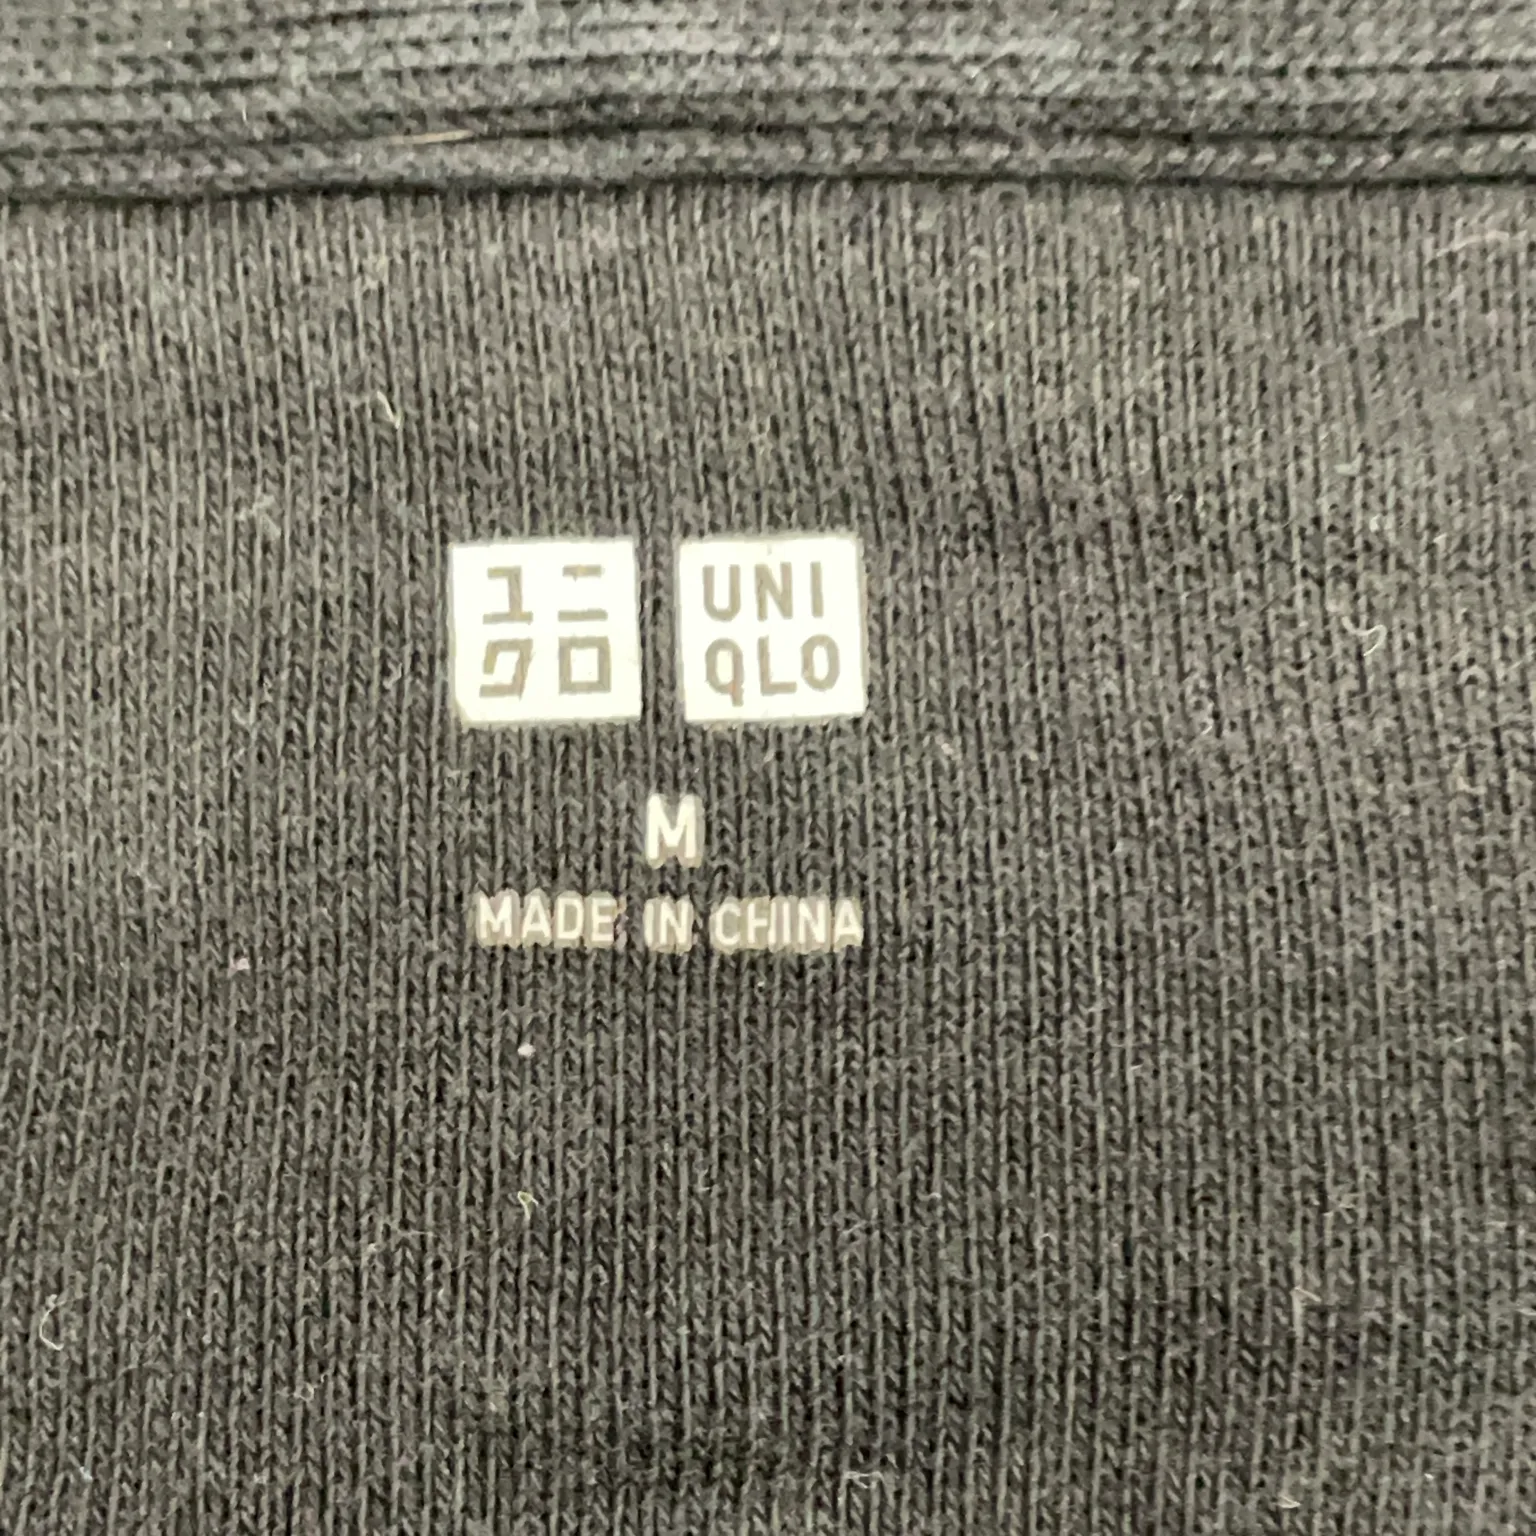 ユニ
クロ
UNI
QLO
M
MADE IN CHINA